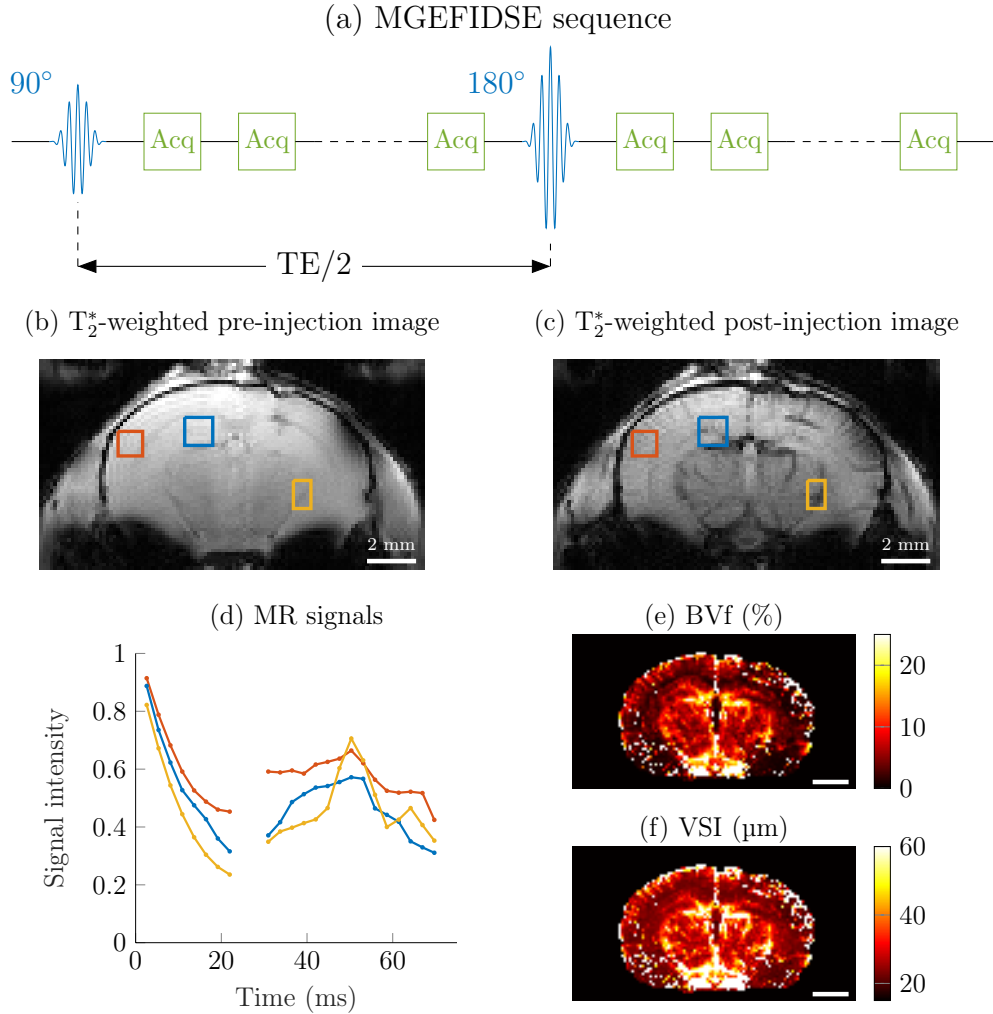 (a) MGEFIDSE sequence
90° 180°
Acq Acq Acq Acq Acq Acq
TE/2
(b) T₂*-weighted pre-injection image
(c) T₂*-weighted post-injection image
2 mm
2 mm
(d) MR signals
1
0.8
0.6
0.4
0.2
0
Signal intensity
0 20 40 60
Time (ms)
(e) BVf (%)
20
10
0
(f) VSI (µm)
60
40
20